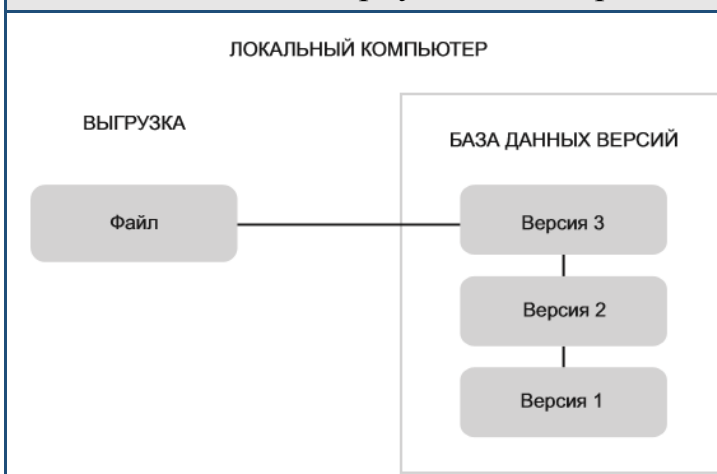 ЛОКАЛЬНЫЙ КОМПЬЮТЕР
ВЫГРУЗКА
БАЗА ДАННЫХ ВЕРСИЙ
Файл
Версия 3
Версия 2
Версия 1